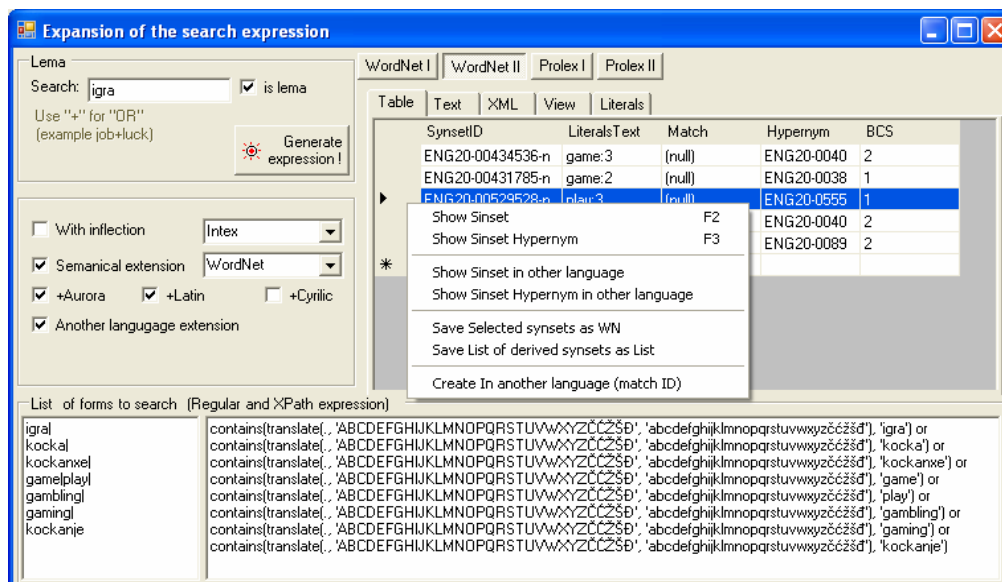 Expansion of the search expression
Lema
Search: igra is lema
Use "+" for "OR"
(example job+luck)
Generate
expression !
With inflection Intex
Semanical extension WordNet
+Aurora +Latin +Cyrilic
Another langugage extension
WordNet I WordNet II Prolex I Prolex II
Table Text XML View Literals
SynsetID LiteralsText Match Hypernym BCS
ENG20-00434536-n game:3 (null) ENG20-0040 2
ENG20-00431785-n game:2 (null) ENG20-0038 1
ENG20-00529528-n play:3 (null) ENG20-0555 1
ENG20-0040 2
ENG20-0089 2
Show Sinset F2
Show Sinset Hypernym F3
Show Sinset in other language
Show Sinset Hypernym in other language
Save Selected synsets as WN
Save List of derived synsets as List
Create In another language (match ID)
List of forms to search (Regular and XPath expression)
igra|
kocka|
kockanxe|
game|play|
gambling|
gaming|
kockanje
contains(translate(., 'ABCDEFGHIJKLMNOPQRSTUVwXYZČĆŽŠĐ', 'abcdefghijklmnopqrstuvwxyzčćžšđ'), 'igra') or
contains(translate(., 'ABCDEFGHIJKLMNOPQRSTUVwXYZČĆŽŠĐ', 'abcdefghijklmnopqrstuvwxyzčćžšđ'), 'kocka') or
contains(translate(., 'ABCDEFGHIJKLMNOPQRSTUVwXYZČĆŽŠĐ', 'abcdefghijklmnopqrstuvwxyzčćžšđ'), 'kockanxe') or
contains(translate(., 'ABCDEFGHIJKLMNOPQRSTUVwXYZČĆŽŠĐ', 'abcdefghijklmnopqrstuvwxyzčćžšđ'), 'game') or
contains(translate(., 'ABCDEFGHIJKLMNOPQRSTUVwXYZČĆŽŠĐ', 'abcdefghijklmnopqrstuvwxyzčćžšđ'), 'play') or
contains(translate(., 'ABCDEFGHIJKLMNOPQRSTUVwXYZČĆŽŠĐ', 'abcdefghijklmnopqrstuvwxyzčćžšđ'), 'gambling') or
contains(translate(., 'ABCDEFGHIJKLMNOPQRSTUVwXYZČĆŽŠĐ', 'abcdefghijklmnopqrstuvwxyzčćžšđ'), 'gaming') or
contains(translate(., 'ABCDEFGHIJKLMNOPQRSTUVwXYZČĆŽŠĐ', 'abcdefghijklmnopqrstuvwxyzčćžšđ'), 'kockanje')